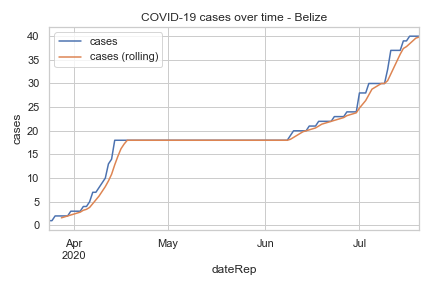 COVID-19 cases over time - Belize
cases
cases (rolling)
40
35
30
25
20
15
10
5
0
cases
Apr
2020
May
Jun
Jul
dateRep